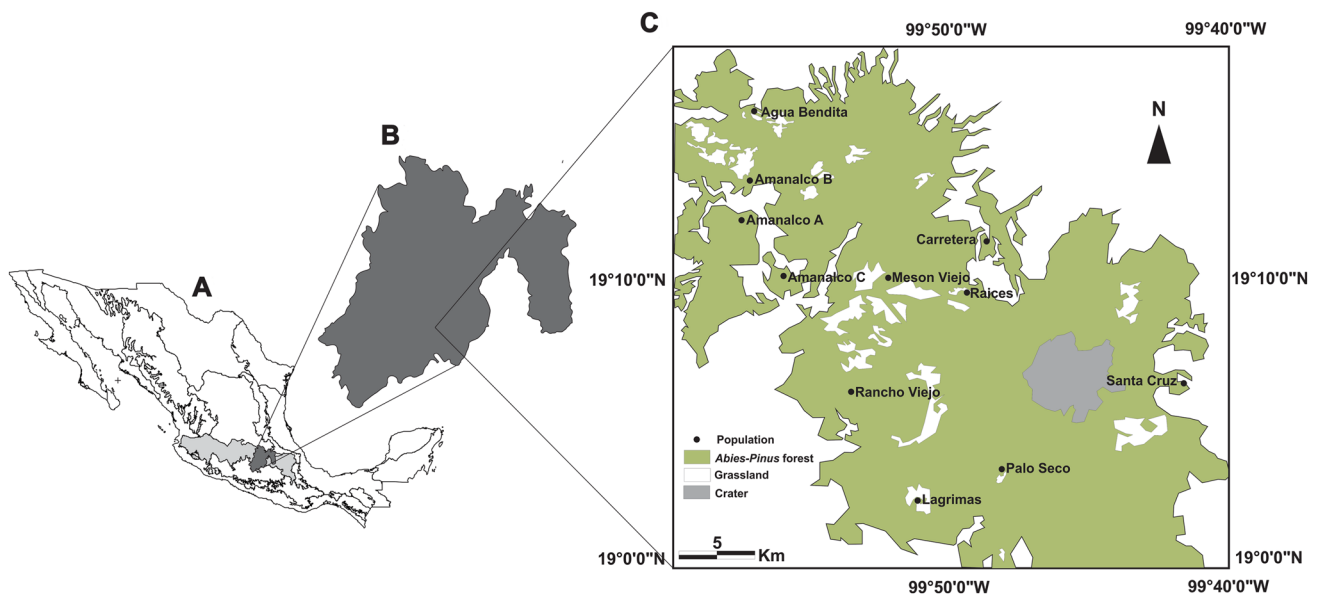 C
99°50'0"W
99°40'0"W
N
Agua Bendita
B
Amanalco B
Amanalco A
Carretera
A
19°10'0"N
Amanalco C
Meson Viejo
19°10'0"N
Raices
Santa Cruz
Rancho Viejo
Population
Abies-Pinus forest
Palo Seco
Grassland
Crater
Lagrimas
5
Km
19°0'0"N
19°0'0"N
99°50'0"W
99°40'0"W